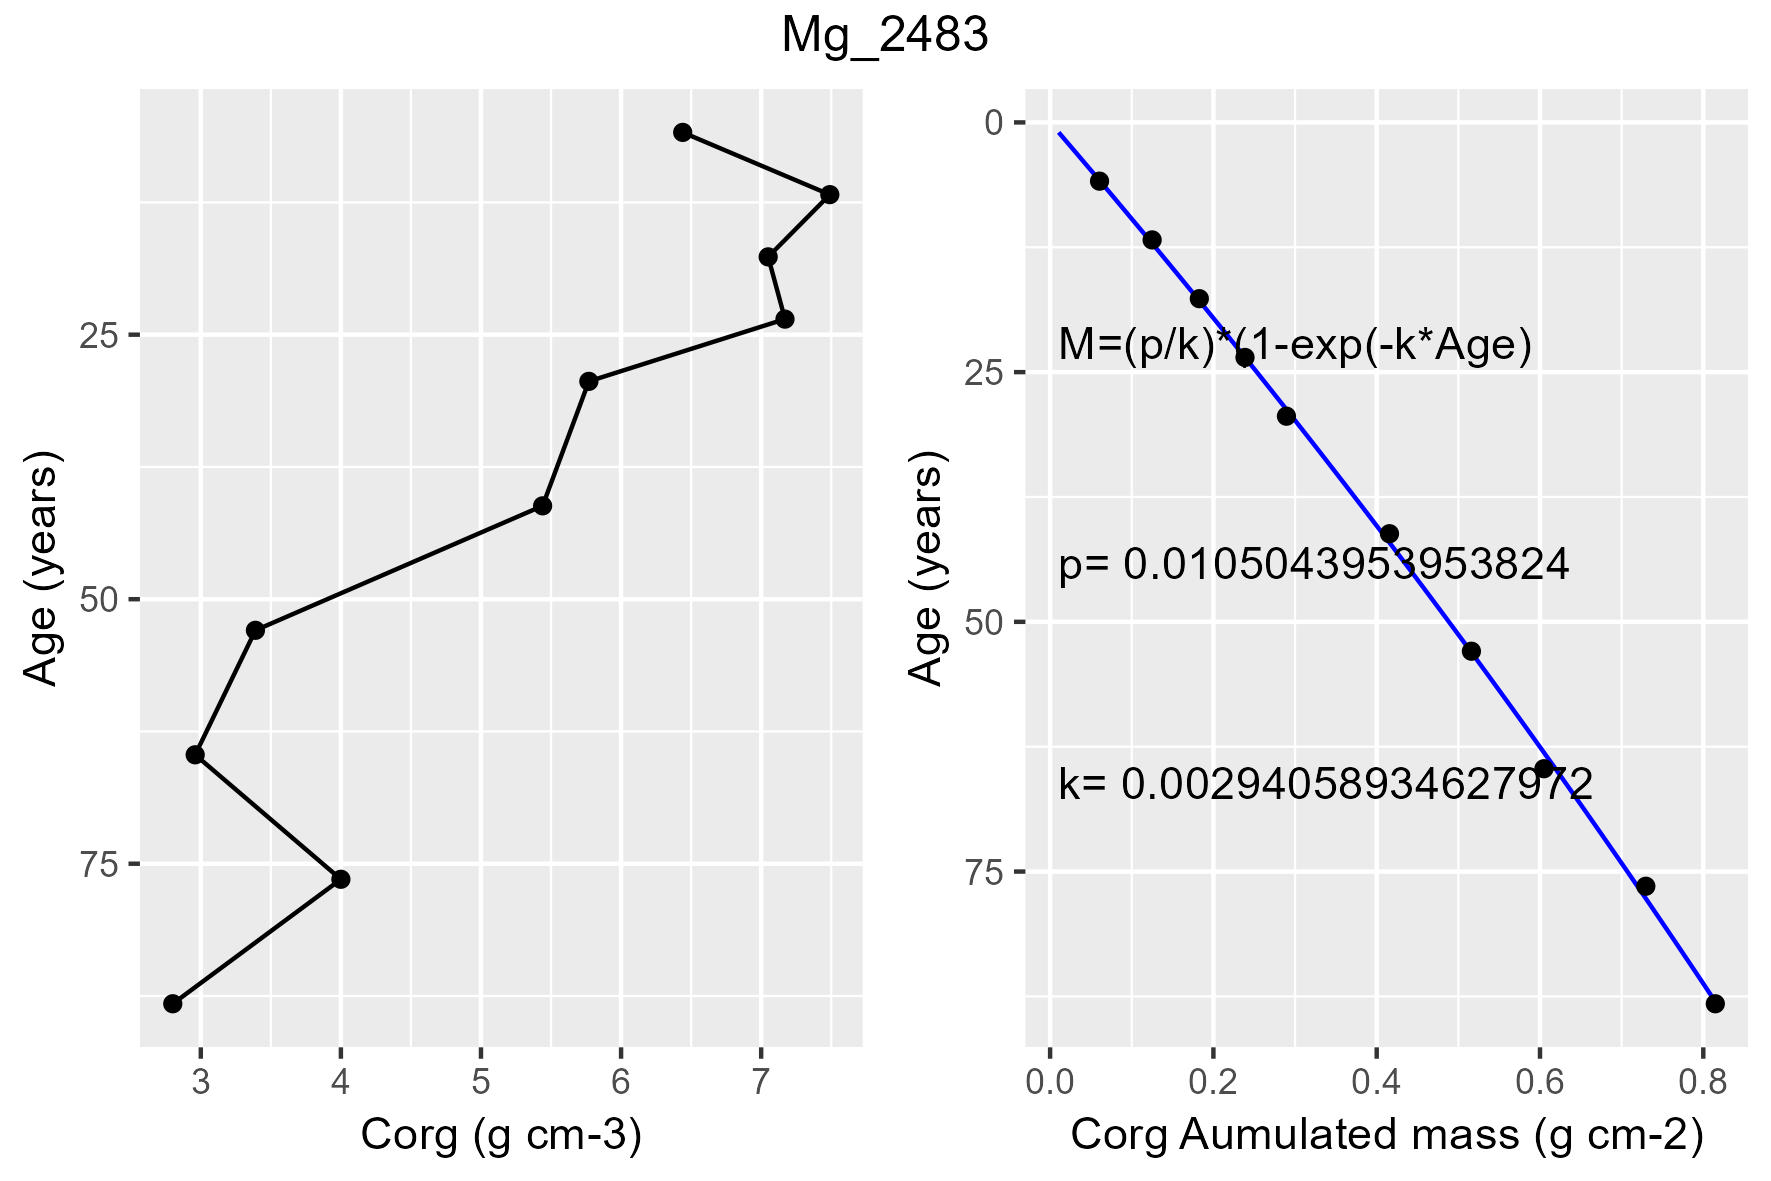 Mg_2483
Age (years)
25
50
75
3 4 5 6 7
Corg (g cm-3)
Age (years)
0
25
50
75
M=(p/k)*(1-exp(-k*Age)
p= 0.0105043953953824
k= 0.00294058934627972
0.0 0.2 0.4 0.6 0.8
Corg Aumulated mass (g cm-2)